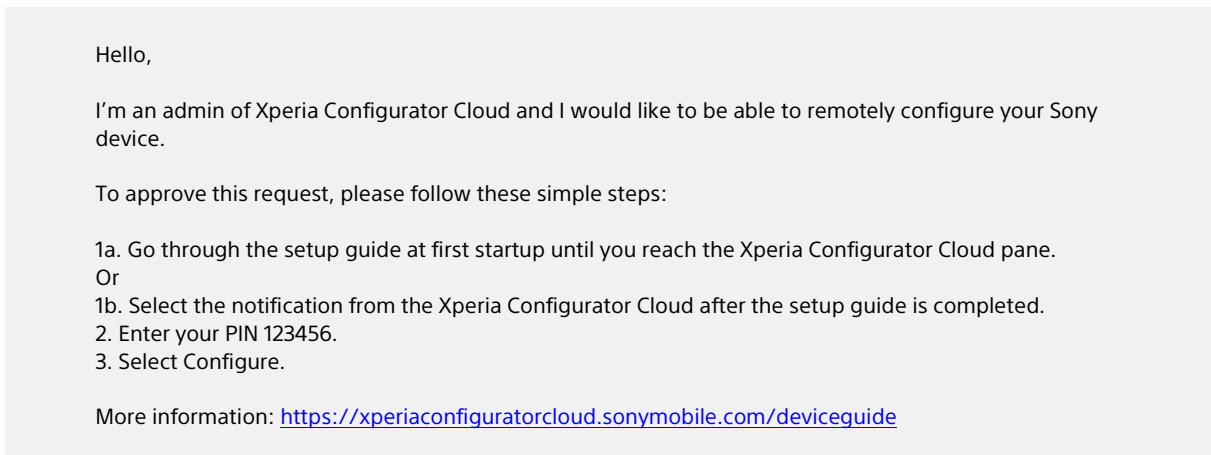 Hello,
I’m an admin of Xperia Configurator Cloud and I would like to be able to remotely configure your Sony
device.
To approve this request, please follow these simple steps:
1a. Go through the setup guide at first startup until you reach the Xperia Configurator Cloud pane.
Or
1b. Select the notification from the Xperia Configurator Cloud after the setup guide is completed.
2. Enter your PIN 123456.
3. Select Configure.
More information: https://xperiaconfiguratorcloud.sonymobile.com/deviceguide